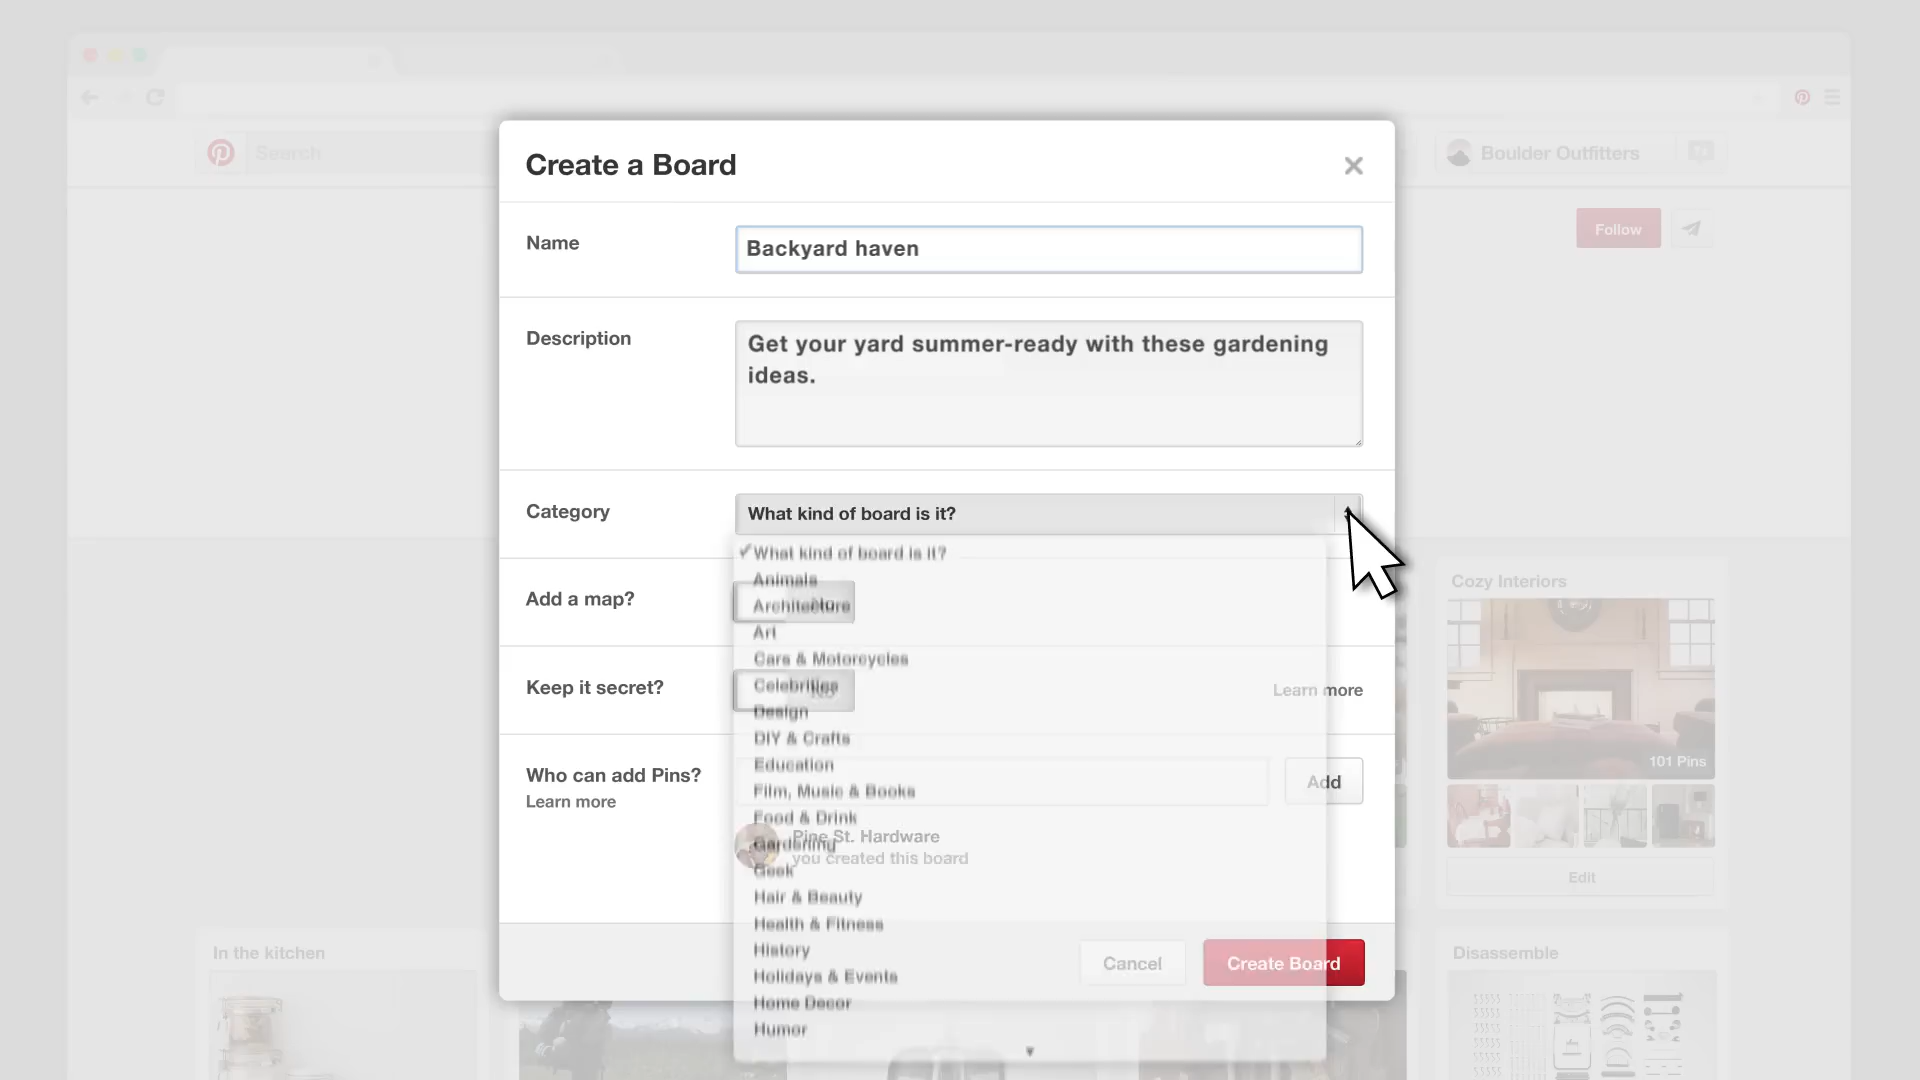 Search
Boulder Outfitters
Follow
Create a Board
Name
Backyard haven
Description
Get your yard summer-ready with these gardening
ideas.
Category
What kind of board is it?
✓What kind of board is it?
Animals
Architecture
Art
Cars & Motorcycles
Celebrities
Design
DIY & Crafts
Education
Film, Music & Books
Food & Drink
Gardening
Geek
Hair & Beauty
Health & Fitness
History
Holidays & Events
Home Decor
Humor
Add a map?
No
Keep it secret?
No
Learn more
Who can add Pins?
Learn more
Add
Pine St. Hardware
you created this board
Cancel
Create Board
Cozy Interiors
101 Pins
Edit
In the kitchen
Disassemble